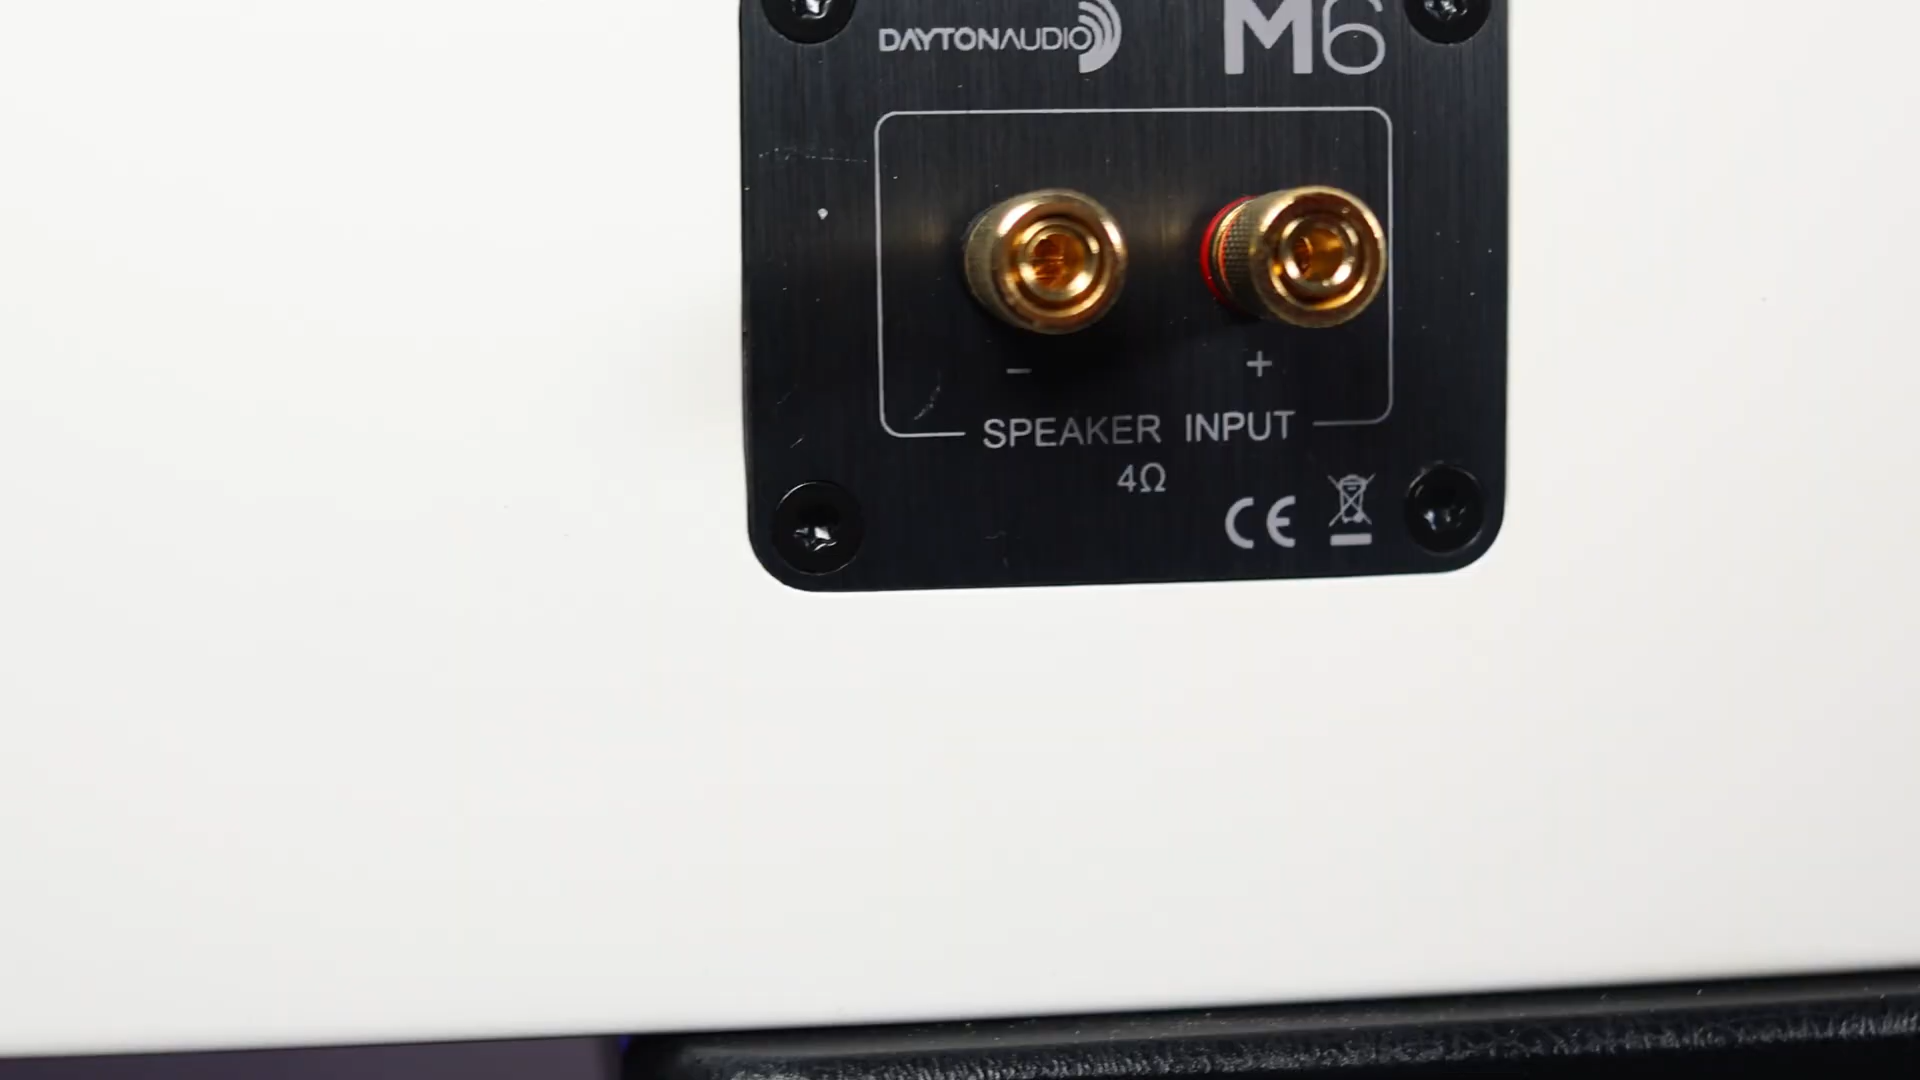 DAYTONAUDIO M6
- +
SPEAKER INPUT
4Ω
CE